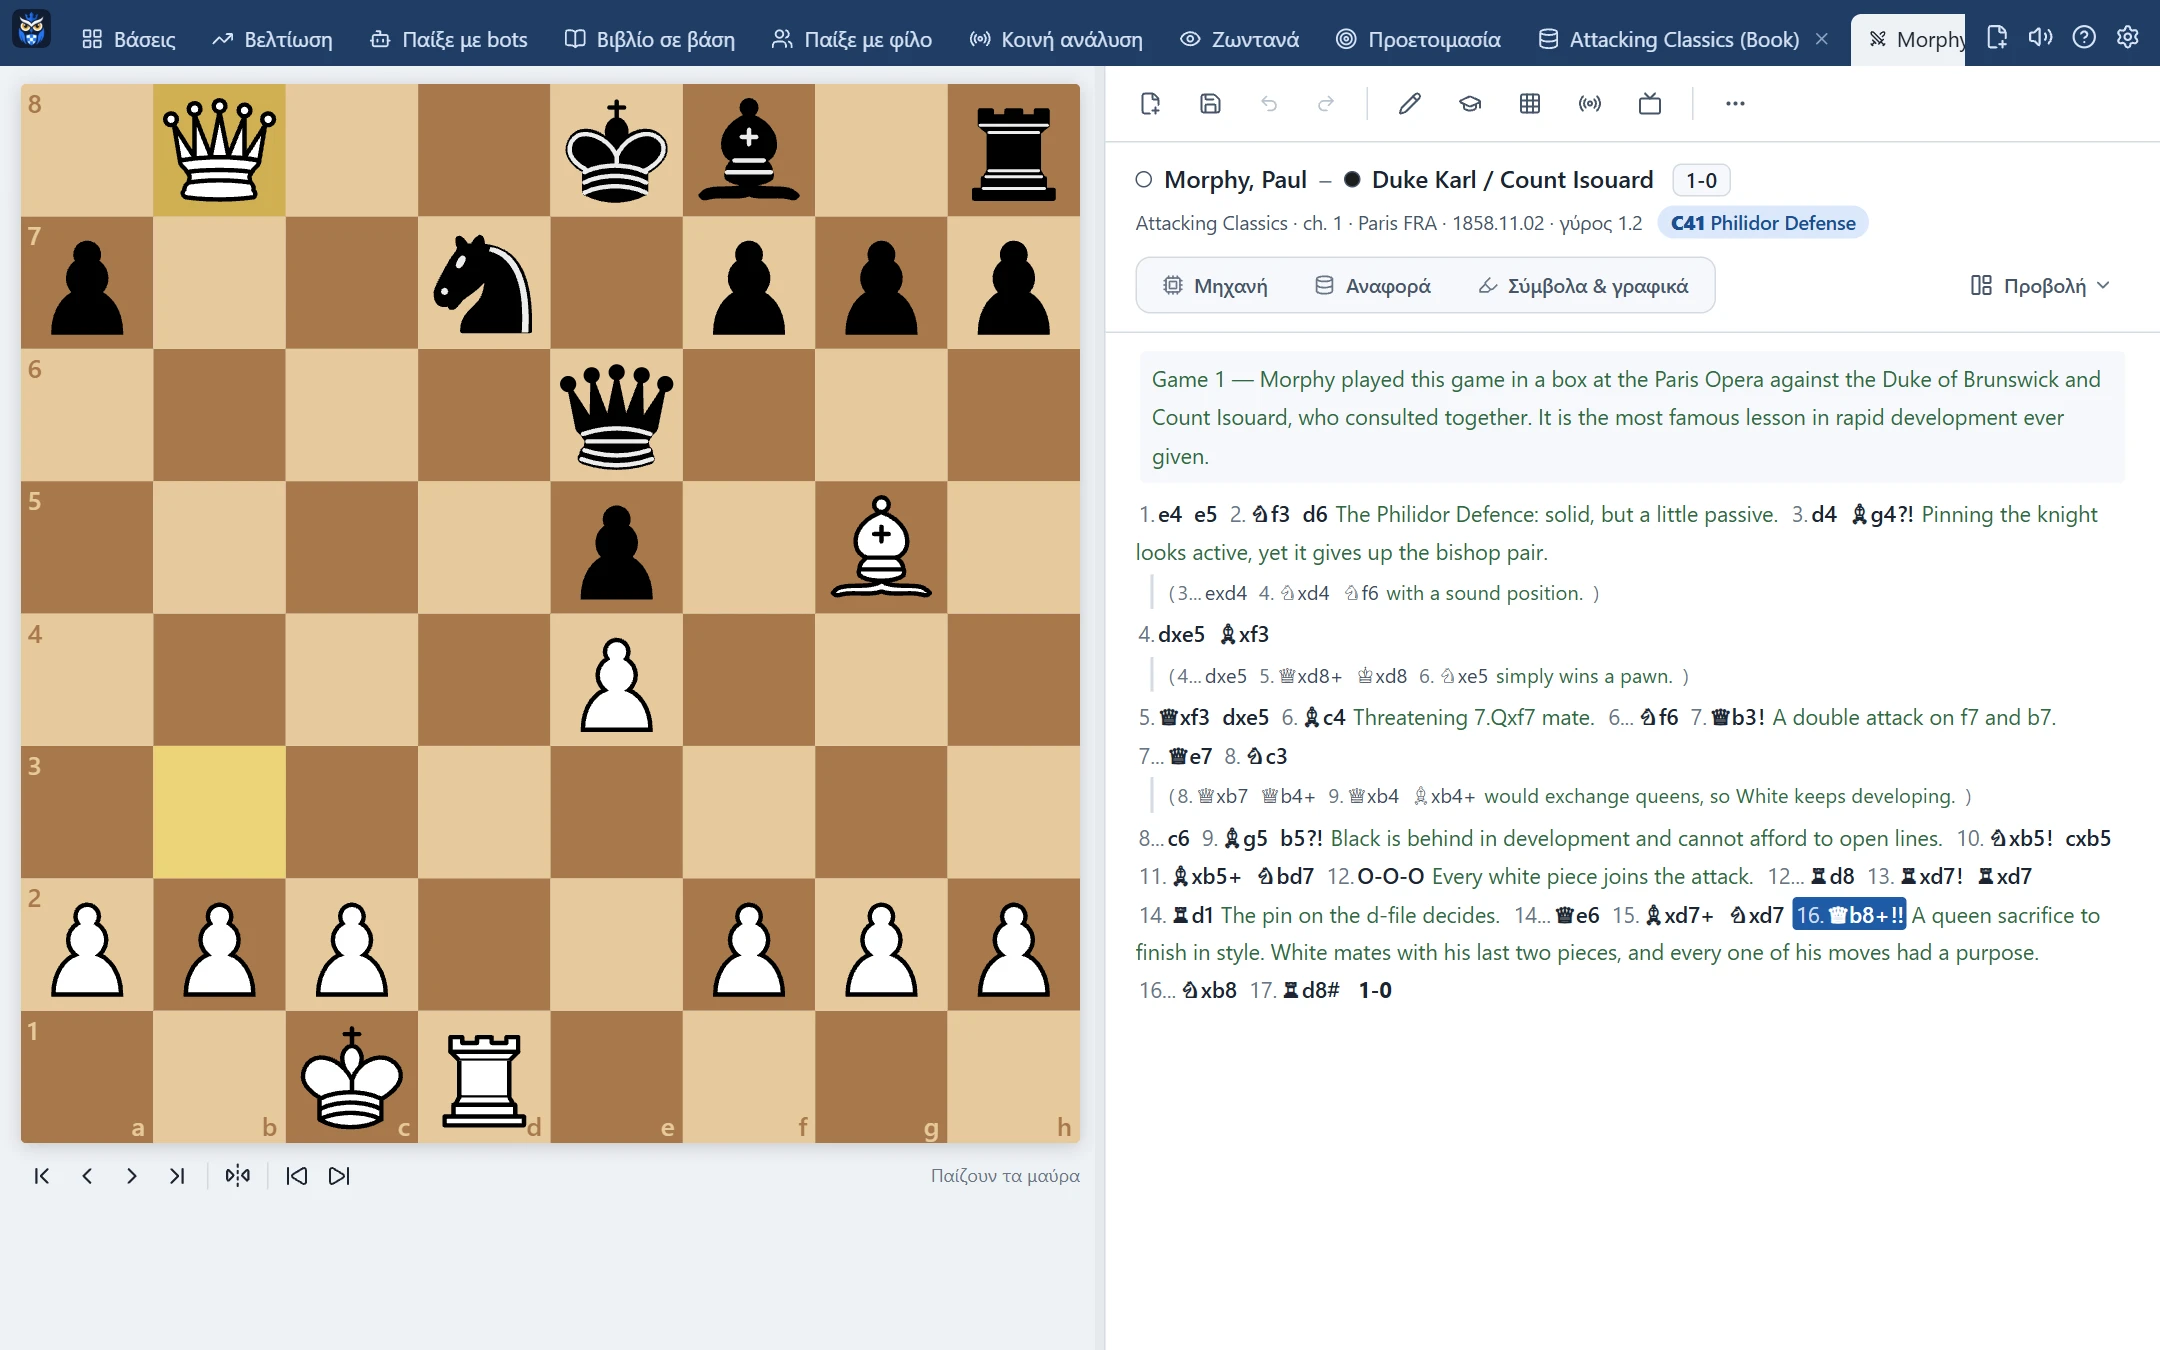 Βάσεις Βελτίωση Παίξε με bots Βιβλίο σε βάση Παίξε με φίλο Κοινή ανάλυση Ζωντανά Προετοιμασία Attacking Classics (Book) Morphy
Morphy, Paul – Duke Karl / Count Isouard 1-0
Attacking Classics · ch. 1 · Paris FRA · 1858.11.02 · γύρος 1.2 C41 Philidor Defense
Μηχανή Αναφορά Σύμβολα & γραφικά Προβολή
Game 1 — Morphy played this game in a box at the Paris Opera against the Duke of Brunswick and
Count Isouard, who consulted together. It is the most famous lesson in rapid development ever
given.
1. e4 e5 2. ♘f3 d6 The Philidor Defence: solid, but a little passive. 3. d4 ♗g4?! Pinning the knight
looks active, yet it gives up the bishop pair.
(3... exd4 4. ♘xd4 ♘f6 with a sound position. )
4. dxe5 ♗xf3
(4... dxe5 5. ♕xd8+ ♔xd8 6. ♘xe5 simply wins a pawn. )
5. ♕xf3 dxe5 6. ♗c4 Threatening 7.Qxf7 mate. 6... ♘f6 7. ♕b3! A double attack on f7 and b7.
7... ♕e7 8. ♘c3
(8. ♕xb7 ♕b4+ 9. ♕xb4 ♗xb4+ would exchange queens, so White keeps developing. )
8... c6 9. ♗g5 b5?! Black is behind in development and cannot afford to open lines. 10. ♘xb5! cxb5
11. ♗xb5+ ♘bd7 12. O-O-O Every white piece joins the attack. 12... ♖d8 13. ♖xd7! ♖xd7
14. ♖d1 The pin on the d-file decides. 14... ♕e6 15. ♗xd7+ ♘xd7 16. ♕b8+!! A queen sacrifice to
finish in style. White mates with his last two pieces, and every one of his moves had a purpose.
16... ♘xb8 17. ♖d8# 1-0
8
7
6
5
4
3
2
1
a b c d e f g h
Παίζουν τα μαύρα